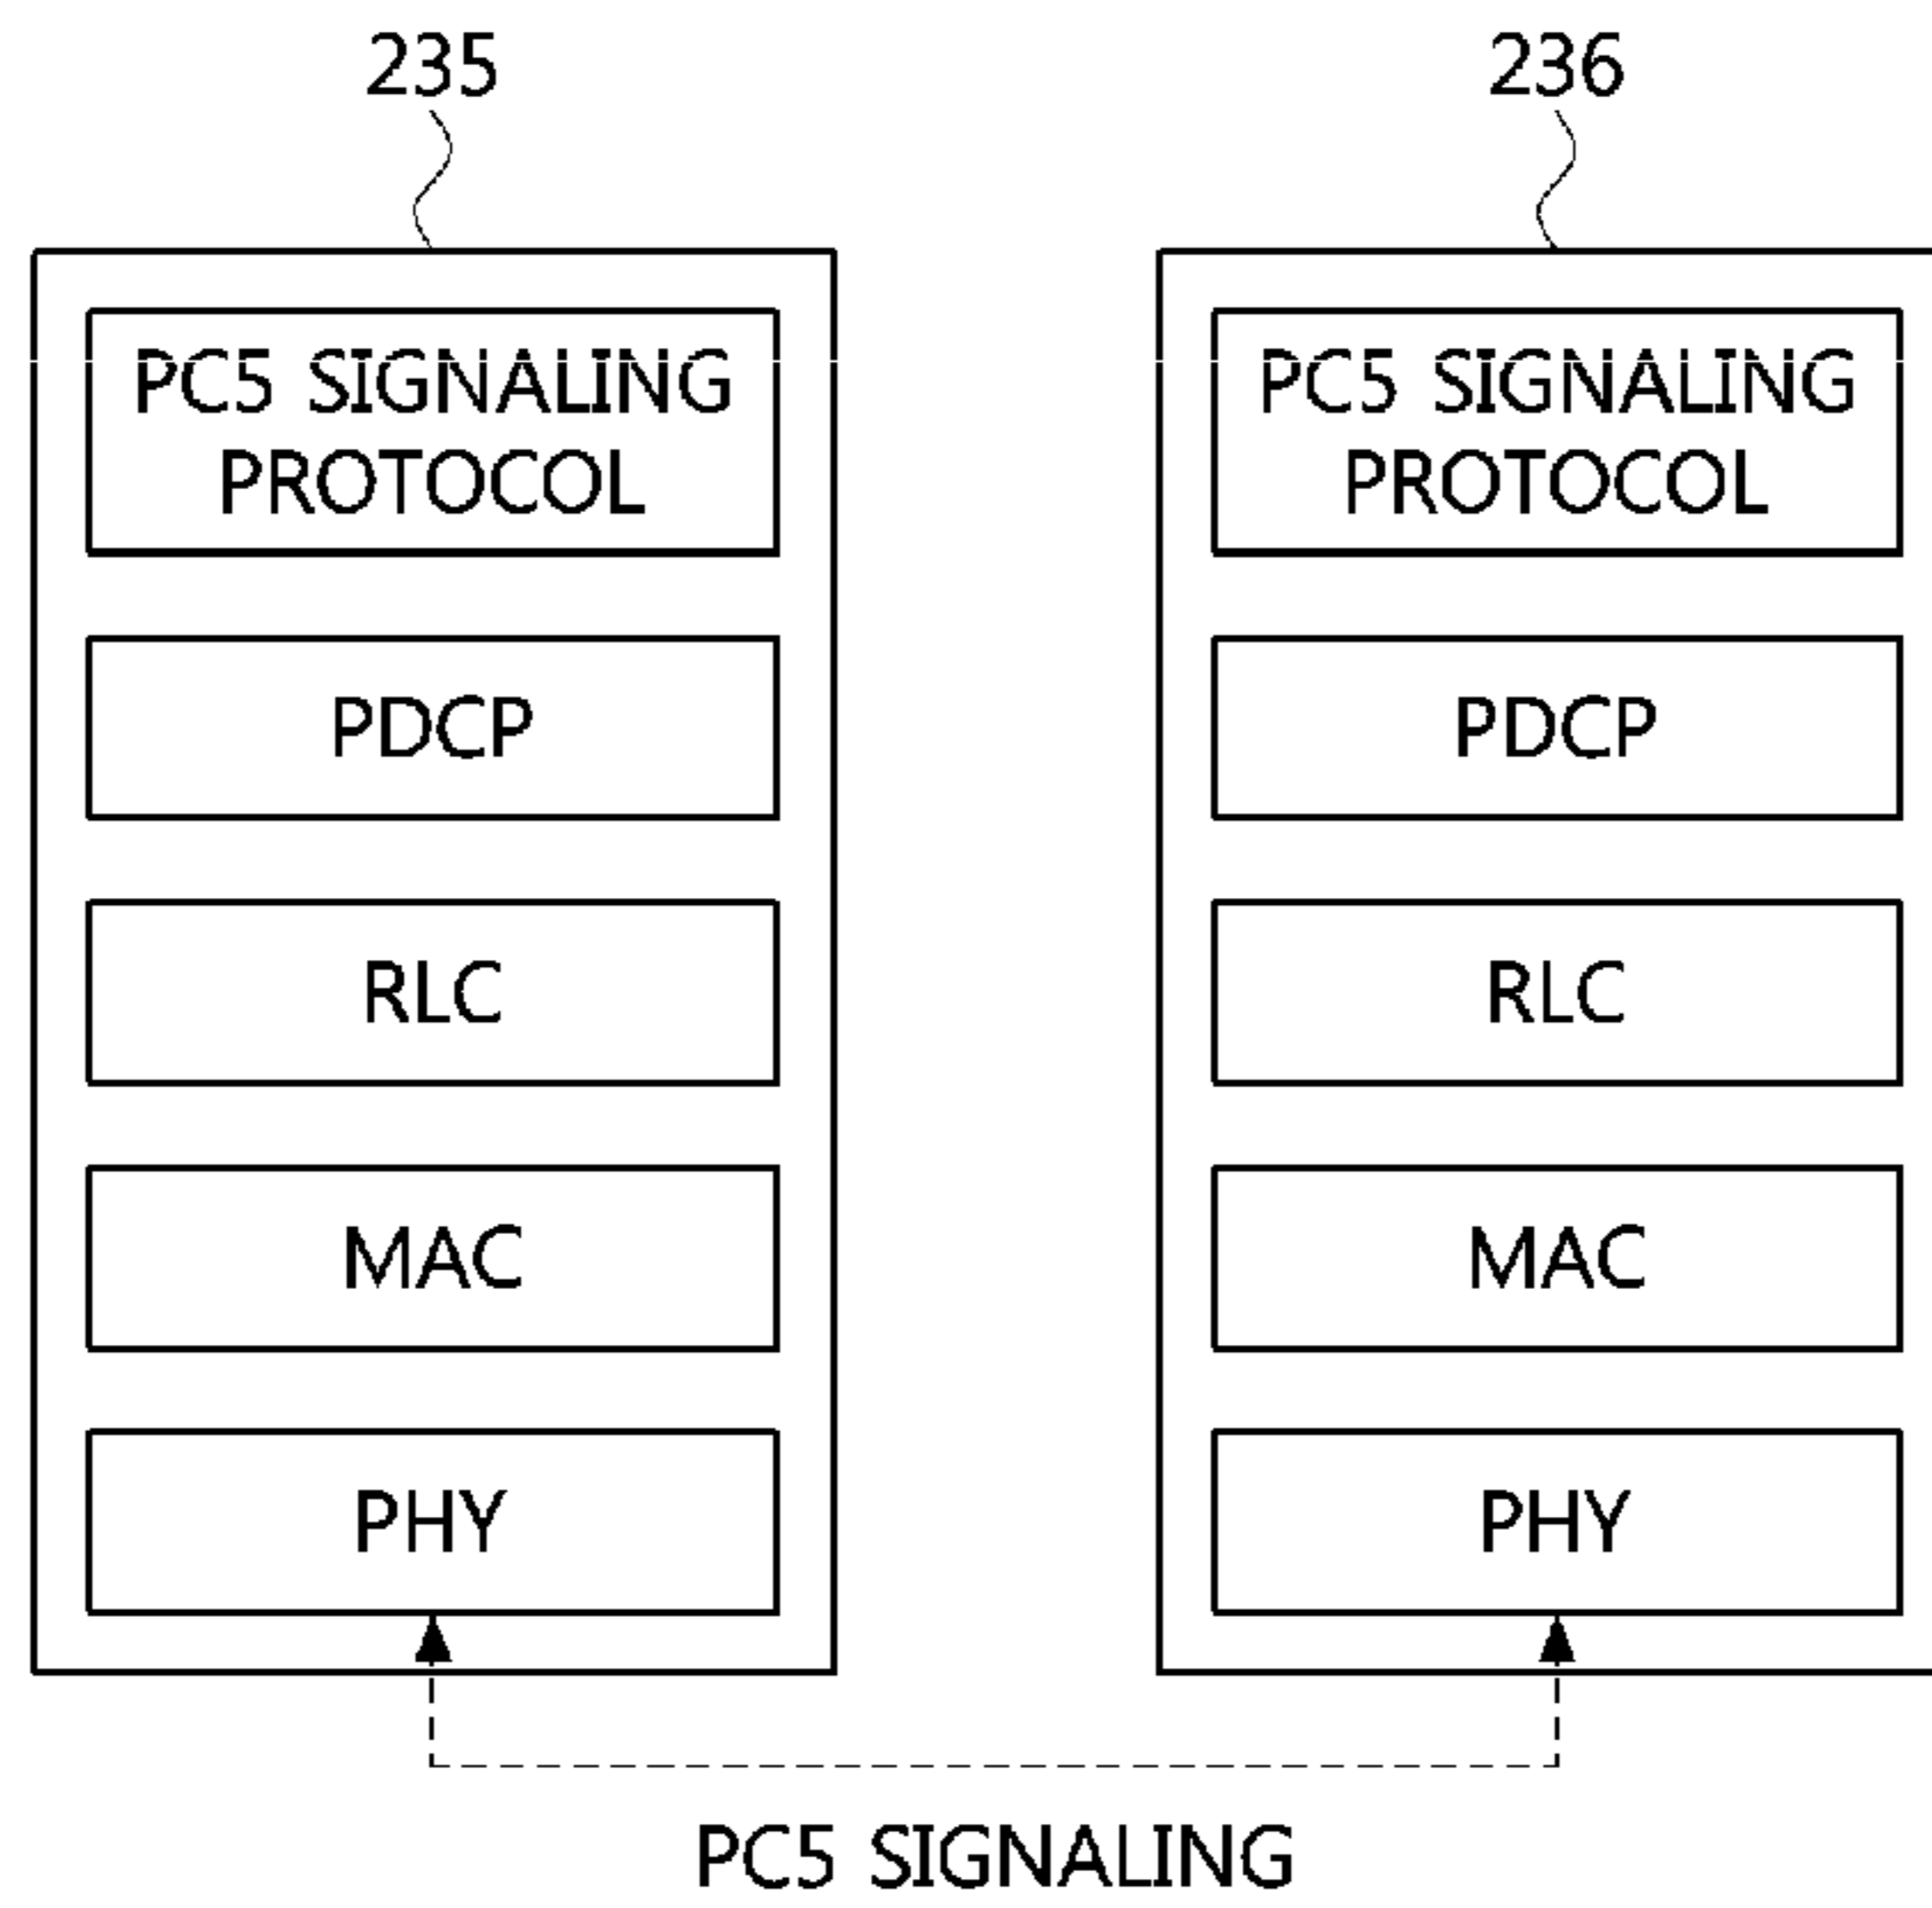 235
PC5 SIGNALING
PROTOCOL
PDCP
RLC
MAC
PHY
236
PC5 SIGNALING
PROTOCOL
PDCP
RLC
MAC
PHY
PC5 SIGNALING